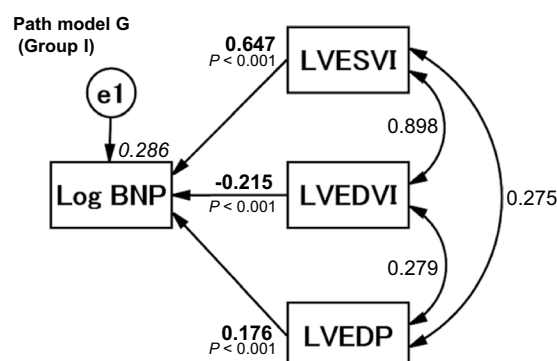 Path model G
(Group I)
e1
0.286
Log BNP
0.647
P < 0.001
-0.215
P < 0.001
0.176
P < 0.001
LVESVI
LVEDVI
LVEDP
0.898
0.279
0.275